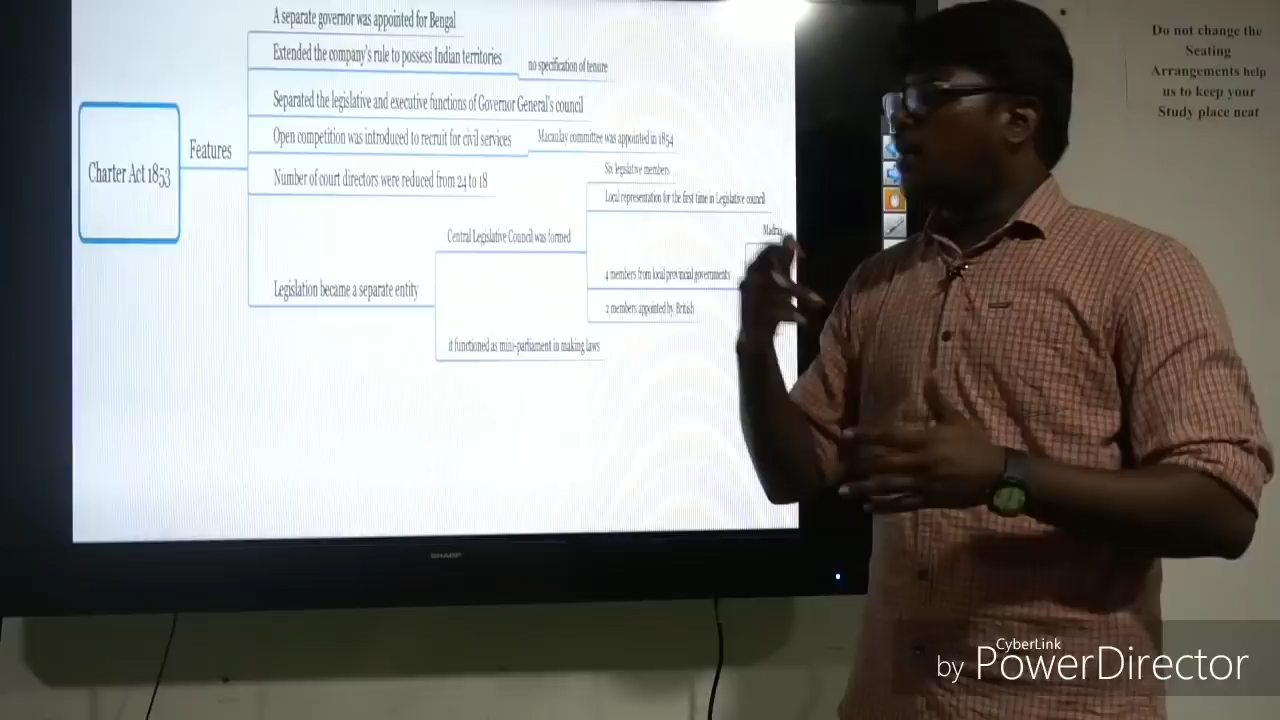 A separate governor was appointed for Bengal
Extended the company's rule to possess Indian territories
no specification of tenure
Separated the legislative and executive functions of Governor General's council
Open competition was introduced to recruit for civil services
Macaulay committee was appointed in 1854
Charter Act 1853
Features
Number of court directors were reduced from 24 to 18
Six legislative members
Local representation for the first time in Legislative council
Central Legislative Council was formed
Madras
4 members from local provincial governments
Legislation became a separate entity
2 members appointed by British
it functioned as mini-parliament in making laws
SHARP
Do not change the
Seating
Arrangements help
us to keep your
Study place neat
CyberLink
by PowerDirector